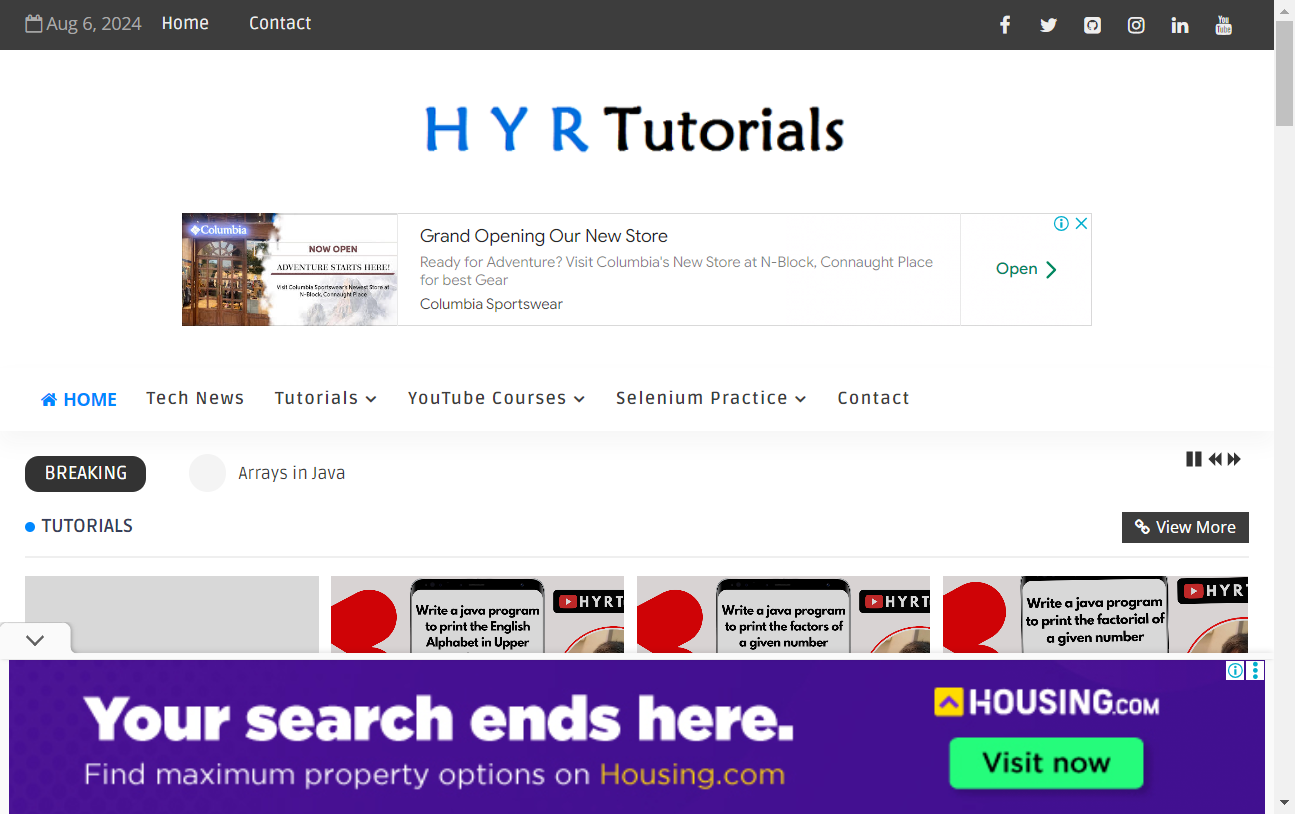 Aug 6, 2024 Home Contact
You Tube
H Y R Tutorials
Columbia
NOW OPEN
ADVENTURE STARTS HERE!
Visit Columbia Sportswear's Newest Store at
N-Block, Connaught Place
Grand Opening Our New Store
Ready for Adventure? Visit Columbia's New Store at N-Block, Connaught Place
for best Gear
Columbia Sportswear
Open
HOME Tech News Tutorials YouTube Courses Selenium Practice Contact
BREAKING Arrays in Java
TUTORIALS View More
Write a java program
to print the English
Alphabet in Upper
HYRT
Write a java program
to print the factors of
a given number
HYRT
Write a java program
to print the factorial of
a given number
HYRT
Your search ends here.
Find maximum property options on Housing.com
HOUSING.COM
Visit now